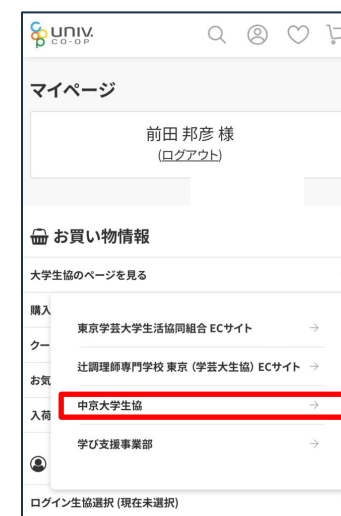 UNIV.
CO-OP
マイページ
前田 邦彦 様
(ログアウト)
お買い物情報
大学生協のページを見る
購入
東京学芸大学生活協同組合 ECサイト →
クー
辻調理師専門学校 東京 (学芸大生協) ECサイト →
お気
中京大学生協 →
入荷
学び支援事業部 →
ログイン生協選択 (現在未選択)